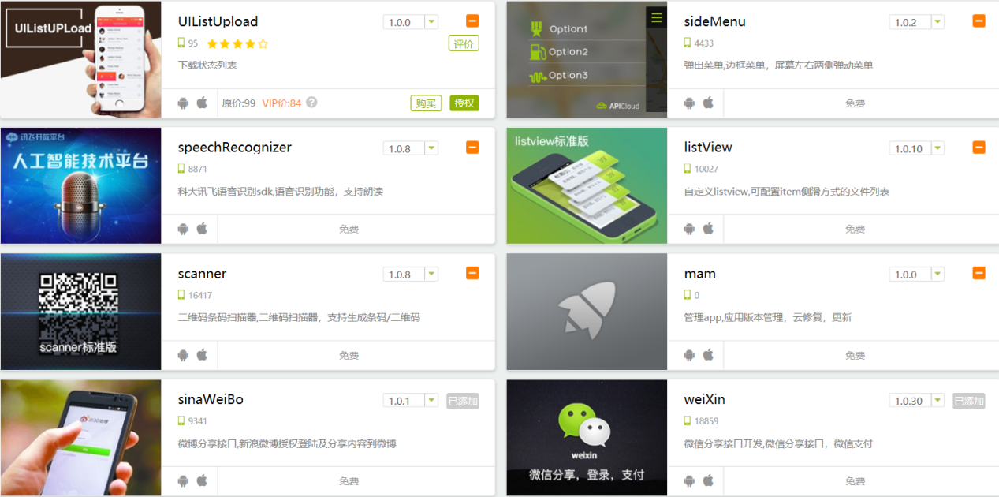 UIListUPLoad
UIListUpload
1.0.0
95
评价
下载状态列表
原价:99 VIP价:84 ?
购买
授权
Option1
Option2
Option3
APICloud
sideMenu
1.0.2
4433
弹出菜单,边框菜单，屏幕左右两侧弹动菜单
免费
讯飞开放平台
人工智能技术平台
speechRecognizer
1.0.8
8871
科大讯飞语音识别sdk,语音识别功能，支持朗读
免费
listview标准版
listView
1.0.10
10027
自定义listview,可配置item侧滑方式的文件列表
免费
scanner标准版
scanner
1.0.8
16417
二维码条码扫描器,二维码扫描器，支持生成条码/二维码
免费
mam
1.0.0
0
管理app,应用版本管理，云修复，更新
免费
sinaWeiBo
1.0.1
已添加
9341
微博分享接口,新浪微博授权登陆及分享内容到微博
免费
weixin
微信分享，登录，支付
weiXin
1.0.30
已添加
18859
微信分享接口开发,微信分享接口，微信支付
免费